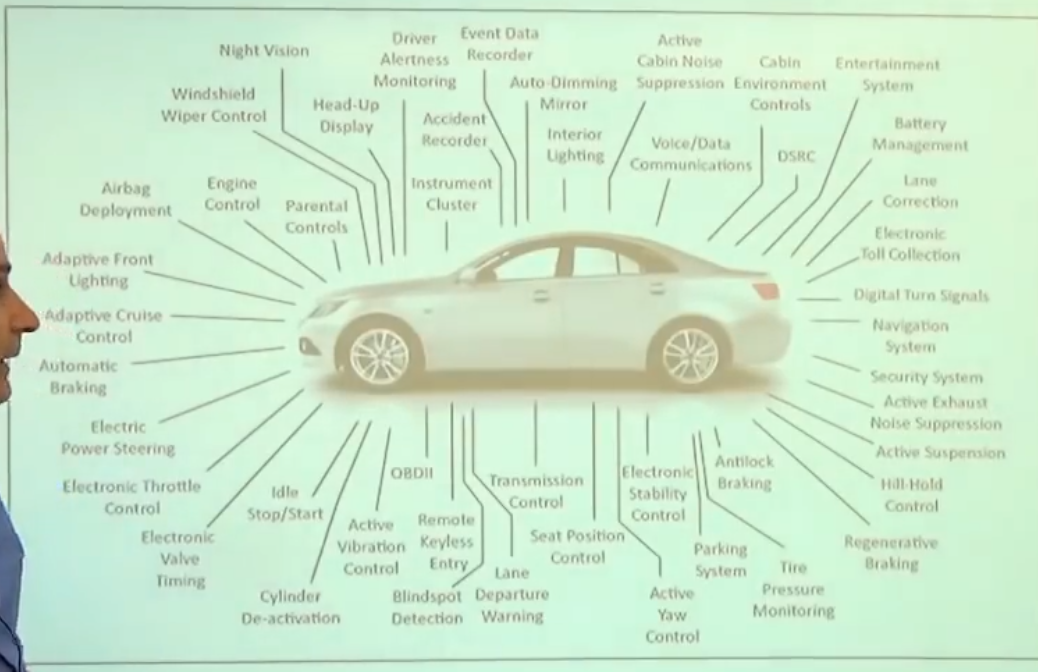 Night Vision
Driver
Alertness
Monitoring
Event Data
Recorder
Active
Cabin Noise
Suppression
Cabin
Environment
Controls
Entertainment
System
Windshield
Wiper Control
Head-Up
Display
Accident
Recorder
Auto-Dimming
Mirror
Interior
Lighting
Voice/Data
Communications
DSRC
Battery
Management
Airbag
Deployment
Engine
Control
Parental
Controls
Instrument
Cluster
Lane
Correction
Electronic
Toll Collection
Adaptive Front
Lighting
Digital Turn Signals
Adaptive Cruise
Control
Navigation
System
Automatic
Braking
Security System
Active Exhaust
Noise Suppression
Electric
Power Steering
Active Suspension
Electronic Throttle
Control
Idle
Stop/Start
OBDII
Transmission
Control
Electronic
Stability
Control
Antilock
Braking
Hill-Hold
Control
Electronic
Valve
Timing
Active
Vibration
Control
Remote
Keyless
Entry
Seat Position
Control
Parking
System
Regenerative
Braking
Cylinder
De-activation
Blindspot
Detection
Lane
Departure
Warning
Active
Yaw
Control
Tire
Pressure
Monitoring